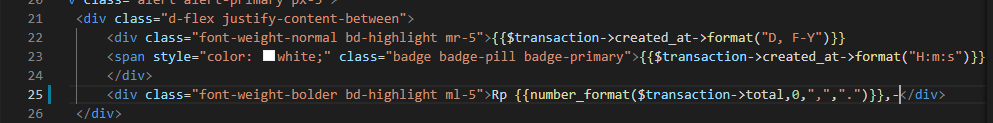 21 <div class="d-flex justify-content-between">
22 <div class="font-weight-normal bd-highlight mr-5">{{$transaction->created_at->format("D, F-Y")}}
23 <span style="color: white;" class="badge badge-pill badge-primary">{{$transaction->created_at->format("H:m:s")}}
24 </div>
25 <div class="font-weight-bolder bd-highlight ml-5">Rp {{number_format($transaction->total,0,",",".")}},-</div>
26 </div>